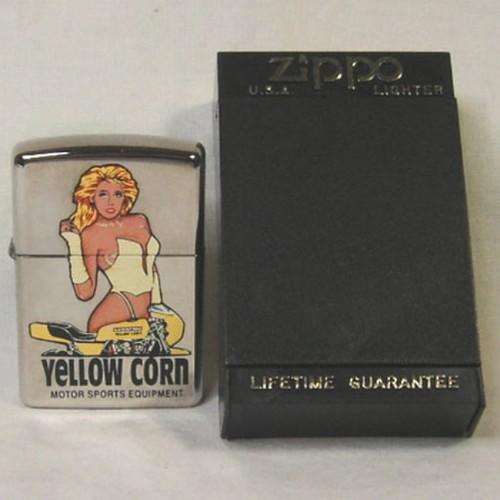 Zippo
U.S.A. LIGHTER
LIFETIME GUARANTEE
YELLOW CORN
MOTOR SPORTS EQUIPMENT